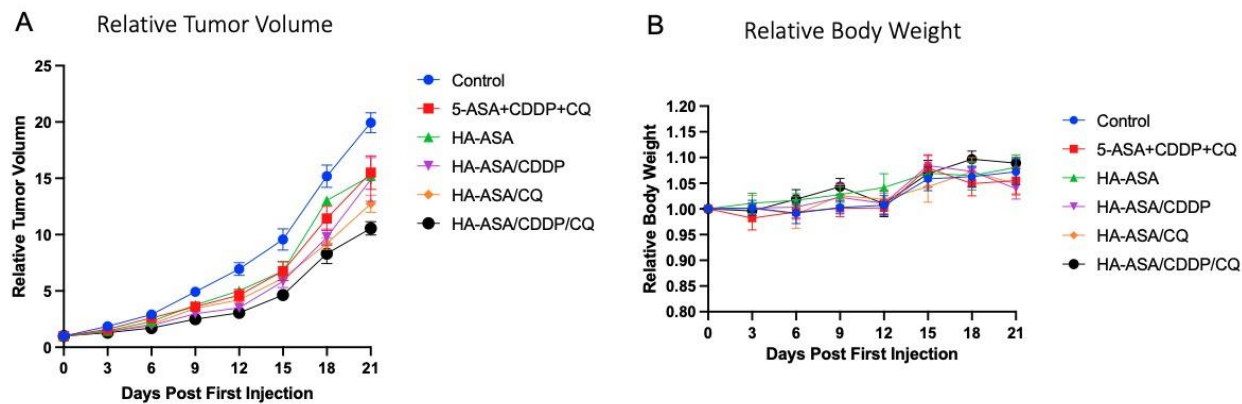 A
Relative Tumor Volume
Relative Tumor Volumn
25
20
15
10
5
0
0 3 6 9 12 15 18 21
Days Post First Injection
Control
5-ASA+CDDP+CQ
HA-ASA
HA-ASA/CDDP
HA-ASA/CQ
HA-ASA/CDDP/CQ
B
Relative Body Weight
Relative Body Weight
1.20
1.15
1.10
1.05
1.00
0.95
0.90
0.85
0.80
0 3 6 9 12 15 18 21
Days Post First Injection
Control
5-ASA+CDDP+CQ
HA-ASA
HA-ASA/CDDP
HA-ASA/CQ
HA-ASA/CDDP/CQ